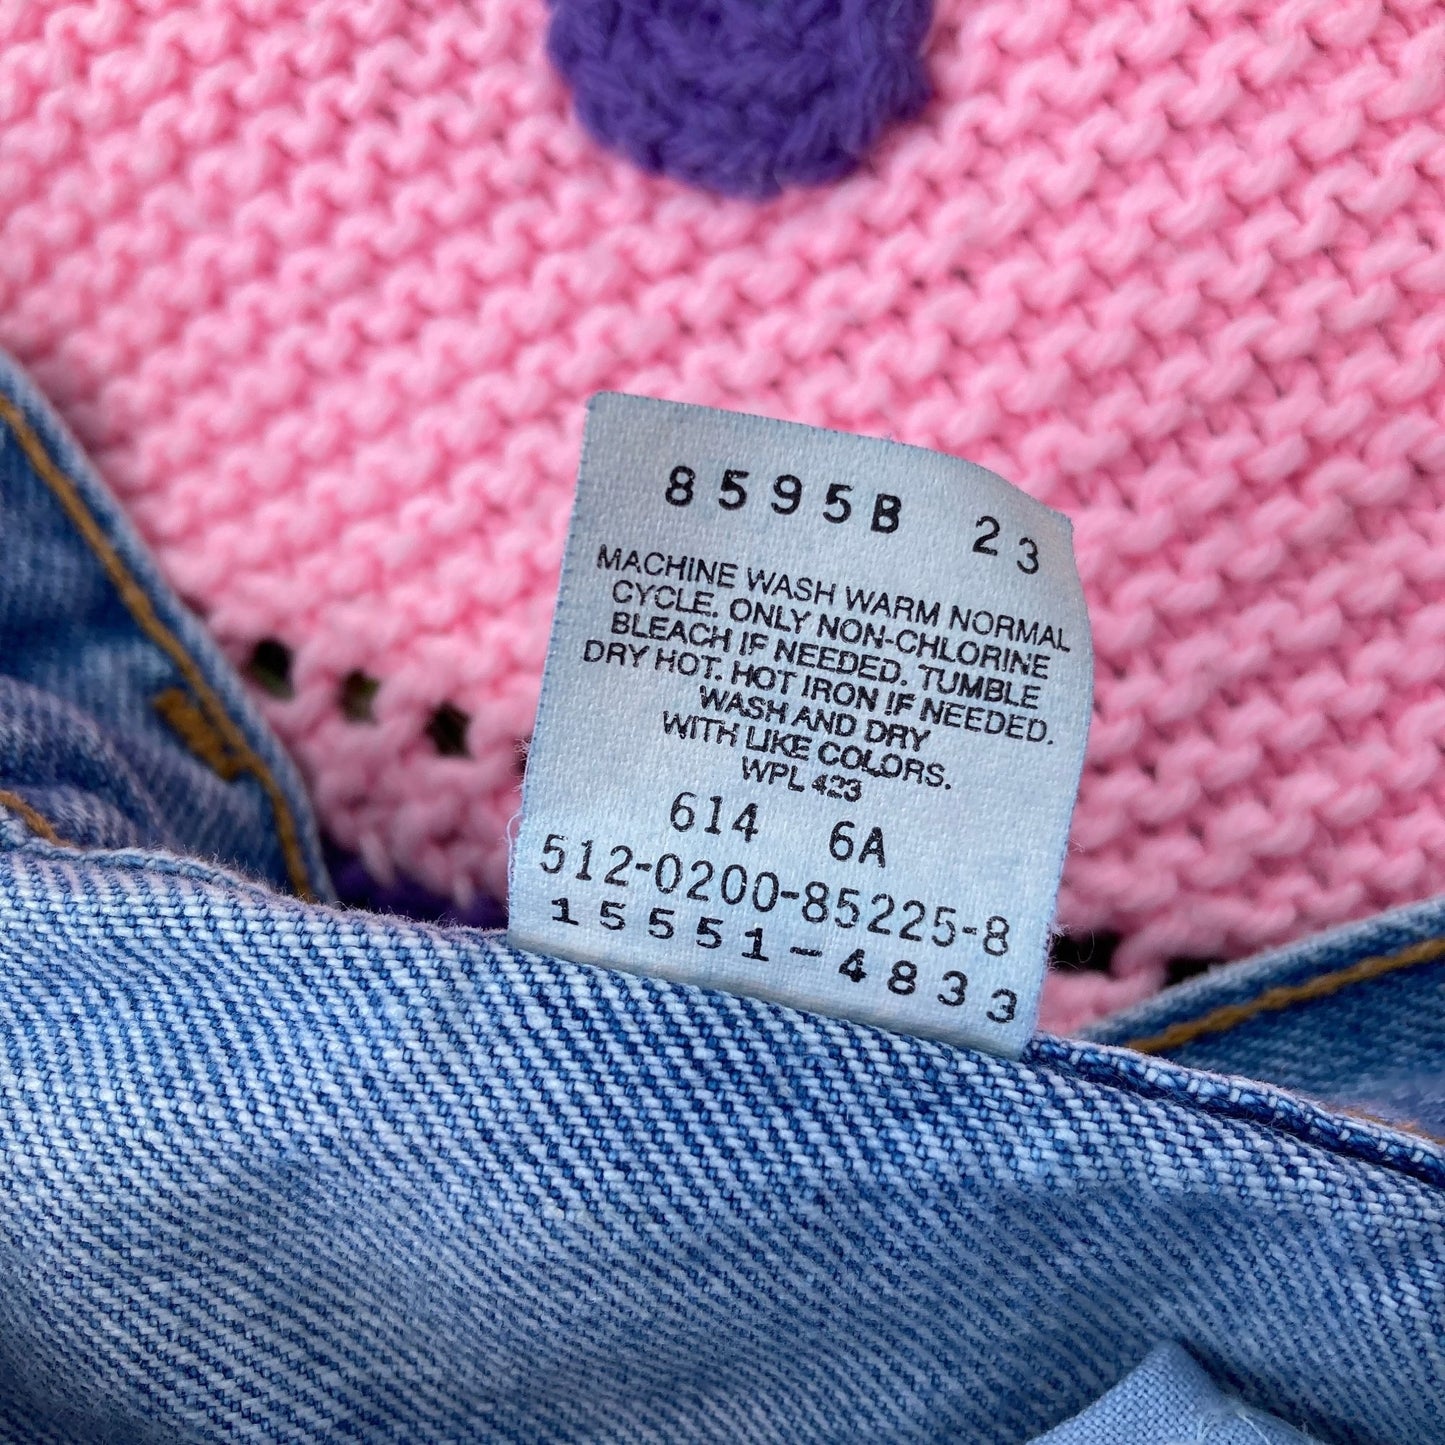 8595B 23
MACHINE WASH WARM NORMAL
CYCLE. ONLY NON-CHLORINE
BLEACH IF NEEDED. TUMBLE
DRY HOT. HOT IRON IF NEEDED.
WASH AND DRY
WITH LIKE COLORS.
WPL 423
614 6A
512-0200-85225-8
15551-4833